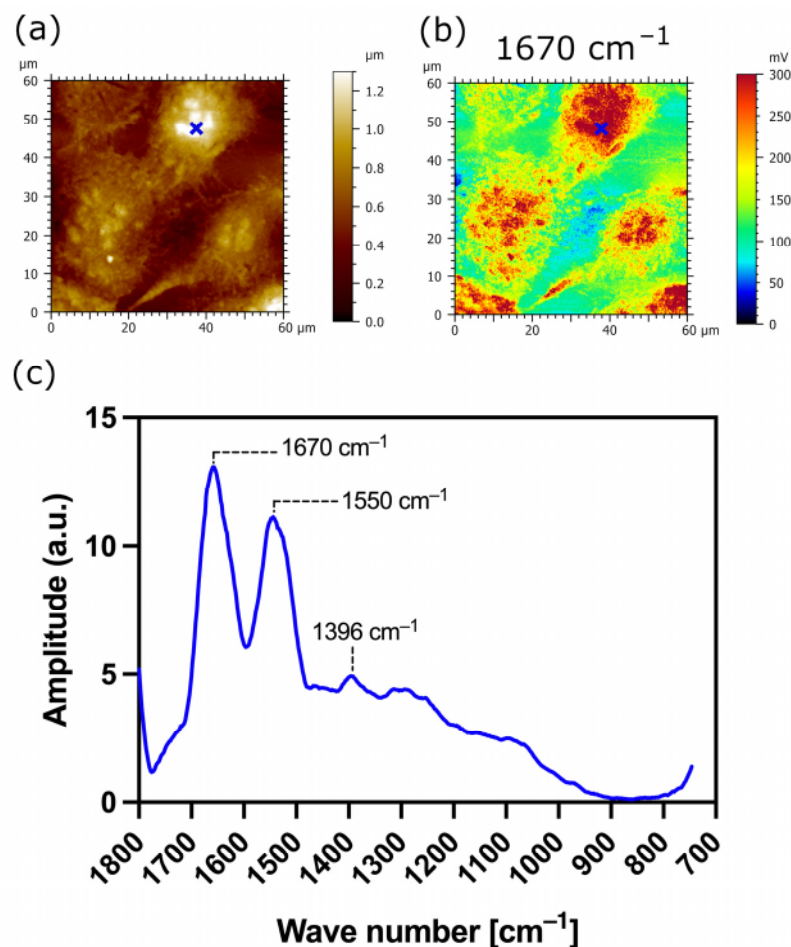 (a)
(b) 1670 cm⁻¹
µm
µm
60
50
40
30
20
10
0
0 20 40 60 µm
µm
1.2
1.0
0.8
0.6
0.4
0.2
0.0
60
50
40
30
20
10
0
0 20 40 60 µm
mV
300
250
200
150
100
50
0
(c)
15
10
5
0
Amplitude (a.u.)
1670 cm⁻¹
1550 cm⁻¹
1396 cm⁻¹
1800 1700 1600 1500 1400 1300 1200 1100 1000 900 800 700
Wave number [cm⁻¹]